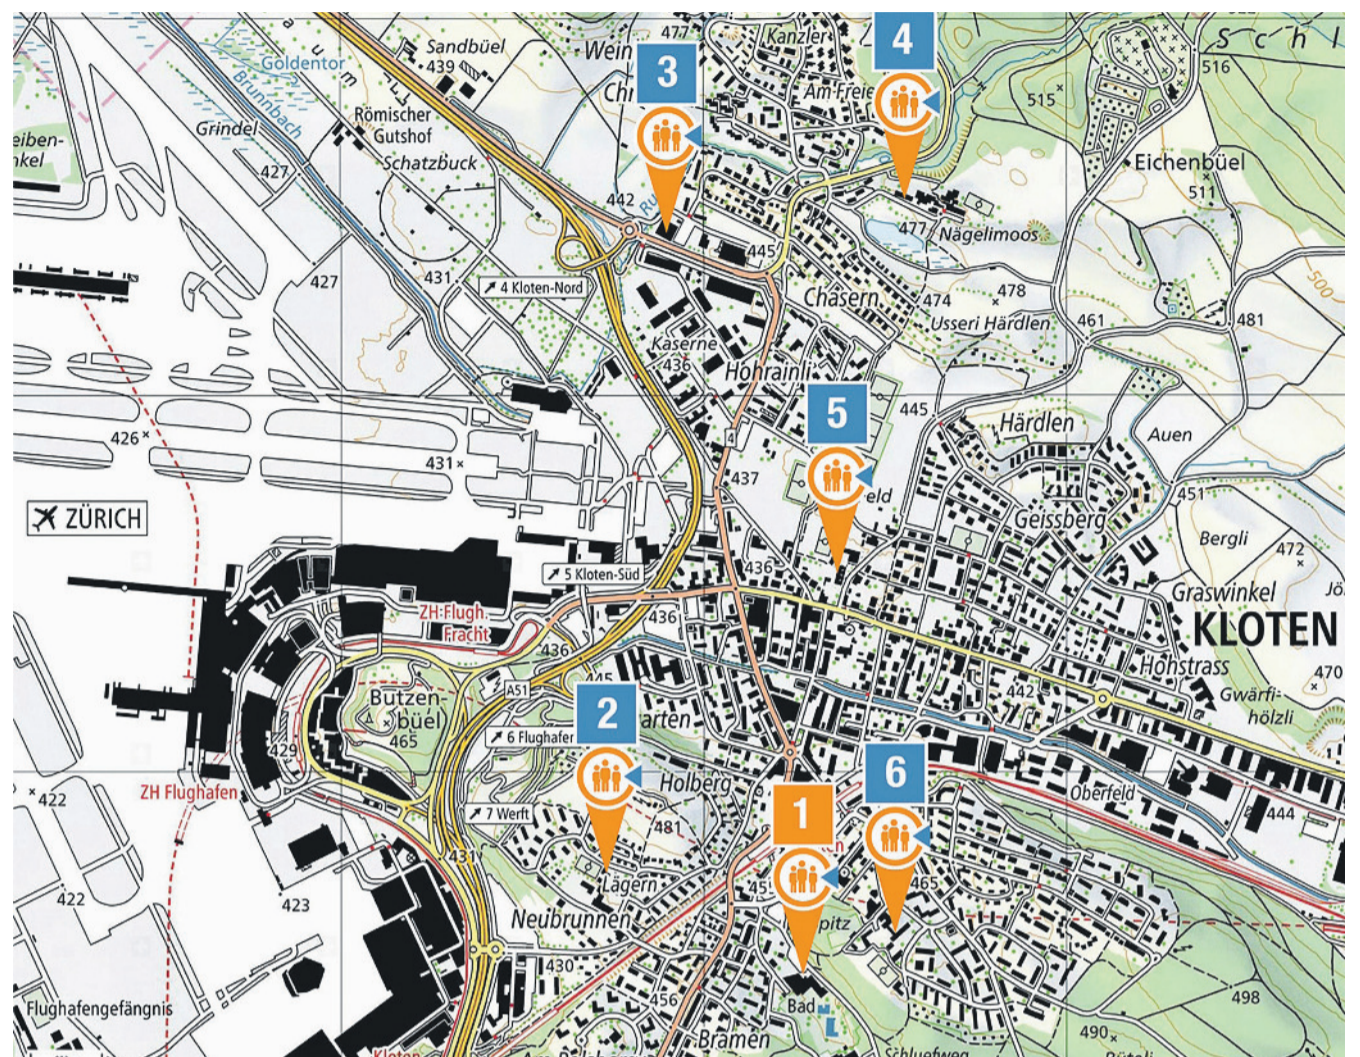 477
Kanzler
4
S c h l
Wein
Sandbüel
439
3
516
Goldentor
Am Freie
515
Brunnbach
Römischer
Gutshof
Grindel
Schatzbuck
Eichenbüel
511
427
442
477
Nägelimoos
445
427
431
4 Kloten-Nord
Chasern
474
478
500
Usseri Härdlen
461
481
Kaserne
436
Hohrainli
5
445
Härdlen
426
431
4
Auen
437
451
ZÜRICH
Geissberg
Bergli
472
5 Kloten-Süd
436
Graswinkel
ZH-Flugh.
Fracht
436
KLOTEN
436
Hohstrass
445
A51
470
Butzen-
büel
465
2
442
Gwärfi-
hölzli
429
6 Flughafen
6
Holberg
ZH Flughafen
422
1
Oberfeld
7 Werft
481
444
431
465
Lägern
422
423
Neubrunnen
430
498
456
Flughafengefängnis
Bad
490
Bramen
Kloten
Schluefweg